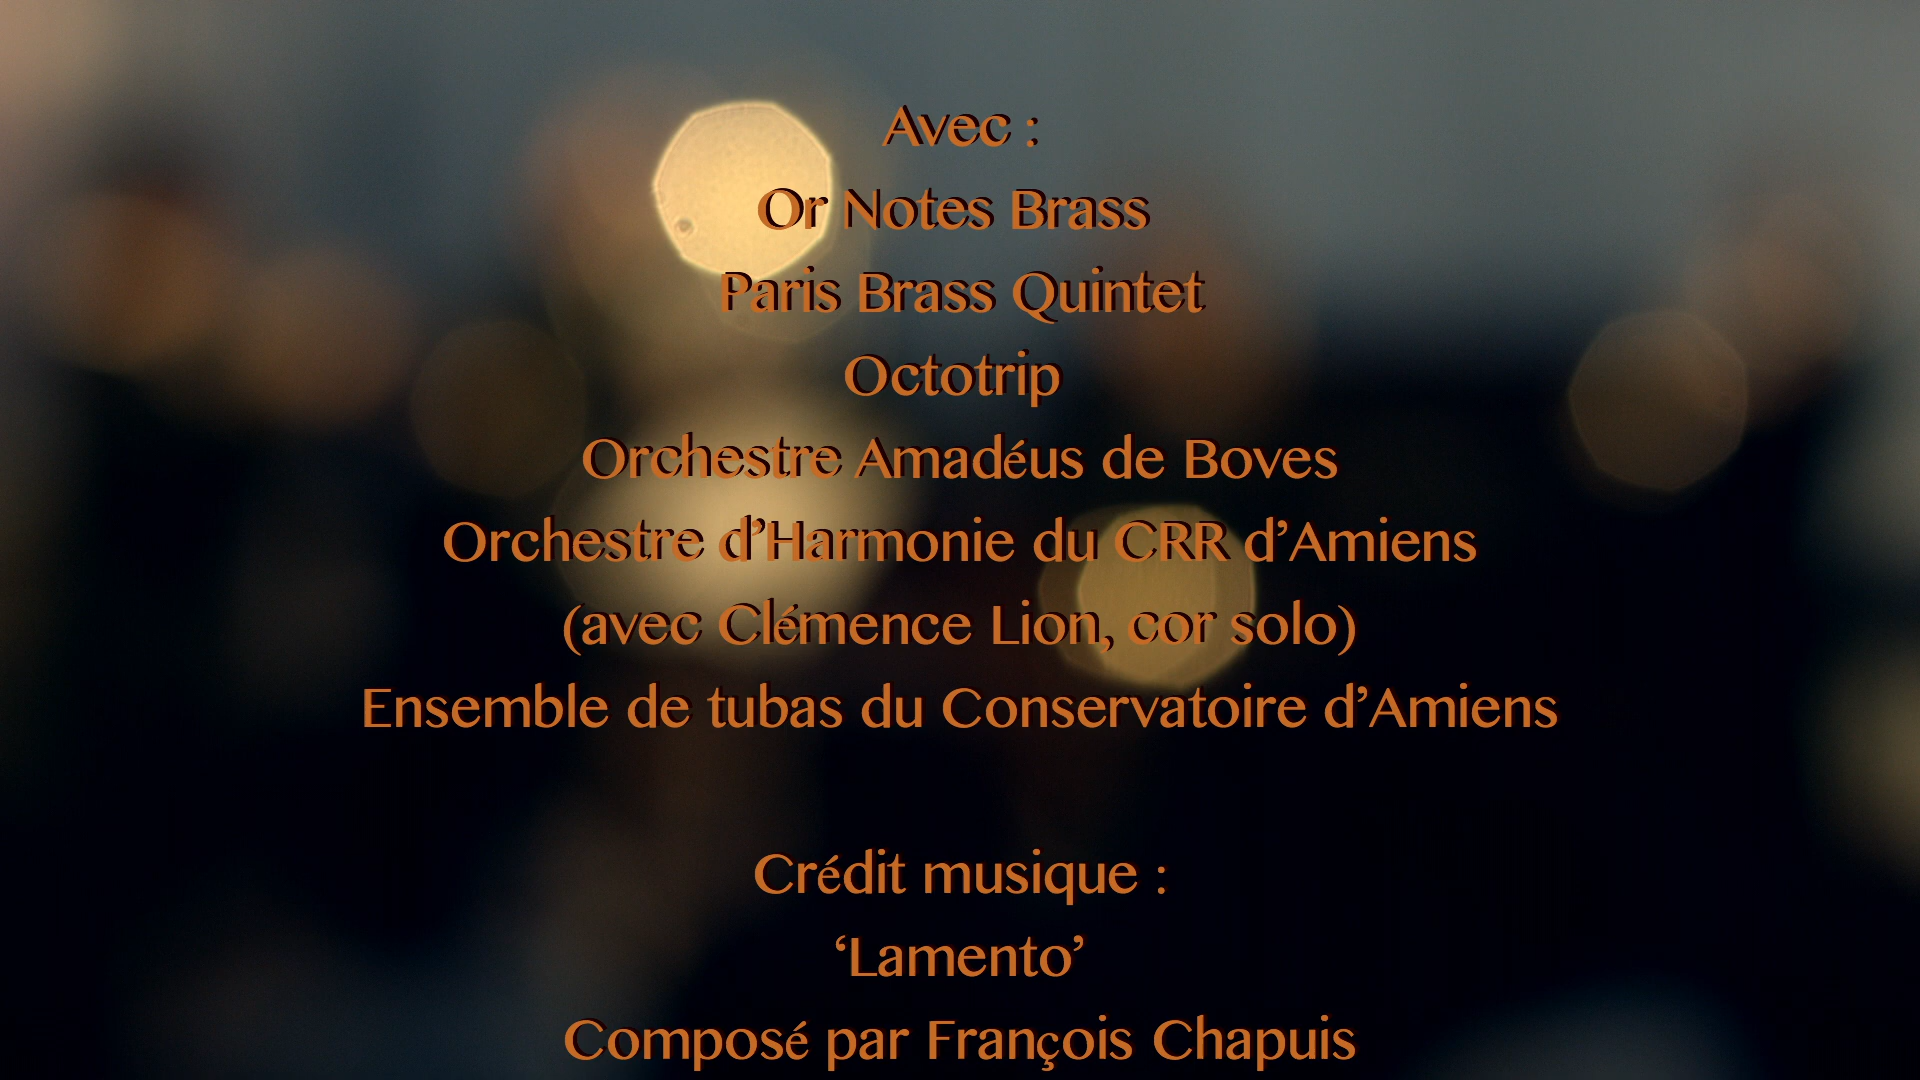 Avec :
Or Notes Brass
Paris Brass Quintet
Octotrip
Orchestre Amadéus de Boves
Orchestre d’Harmonie du CRR d’Amiens
(avec Clémence Lion, cor solo)
Ensemble de tubas du Conservatoire d’Amiens
Crédit musique :
‘Lamento’
Composé par François Chapuis